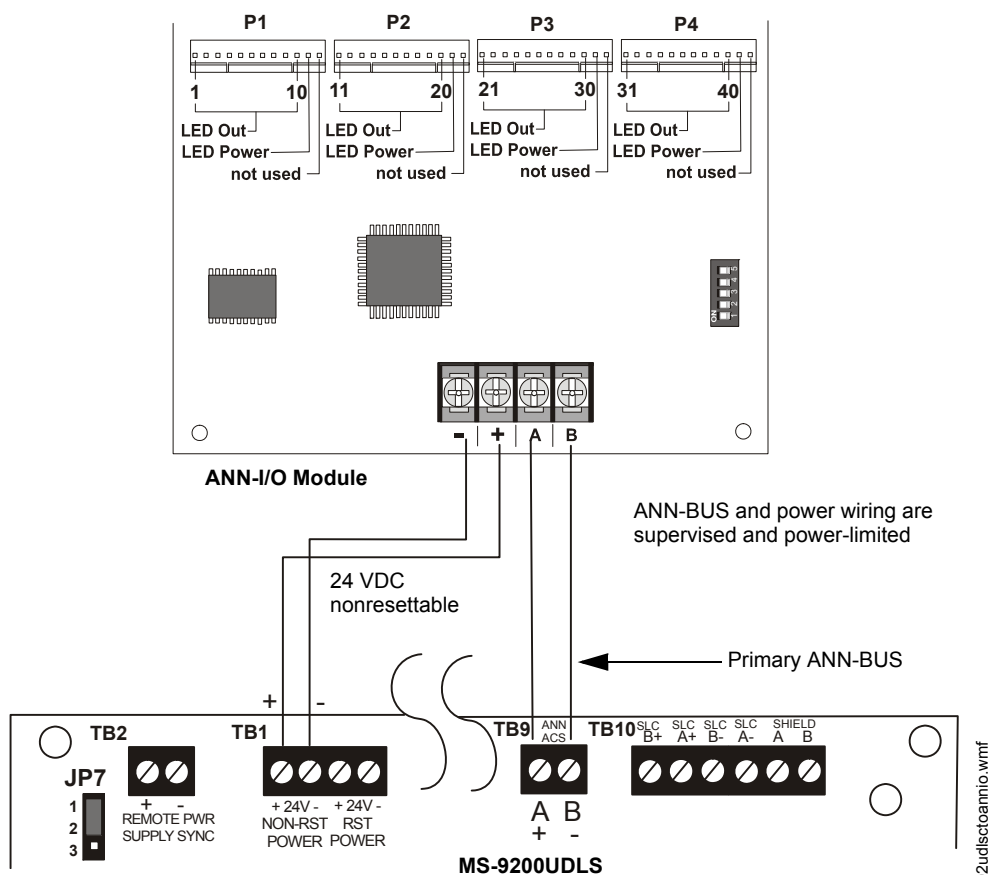 P1 P2 P3 P4
1 10 11 20 21 30 31 40
LED Out LED Out LED Out LED Out
LED Power LED Power LED Power LED Power
not used not used not used not used
ON 1 2 3 4 5
- + A B
ANN-I/O Module
ANN-BUS and power wiring are
supervised and power-limited
24 VDC
nonresettable
Primary ANN-BUS
+ -
TB2 TB1 TB9 ANN TB10 SLC SLC SLC SLC SHIELD
ACS B+ A+ B- A- A B
JP7
1
2
3
+ -
REMOTE PWR
SUPPLY SYNC
+ 24V - + 24V -
NON-RST RST
POWER POWER
A B
+ -
MS-9200UDLS
2udlsctoannio.wmf